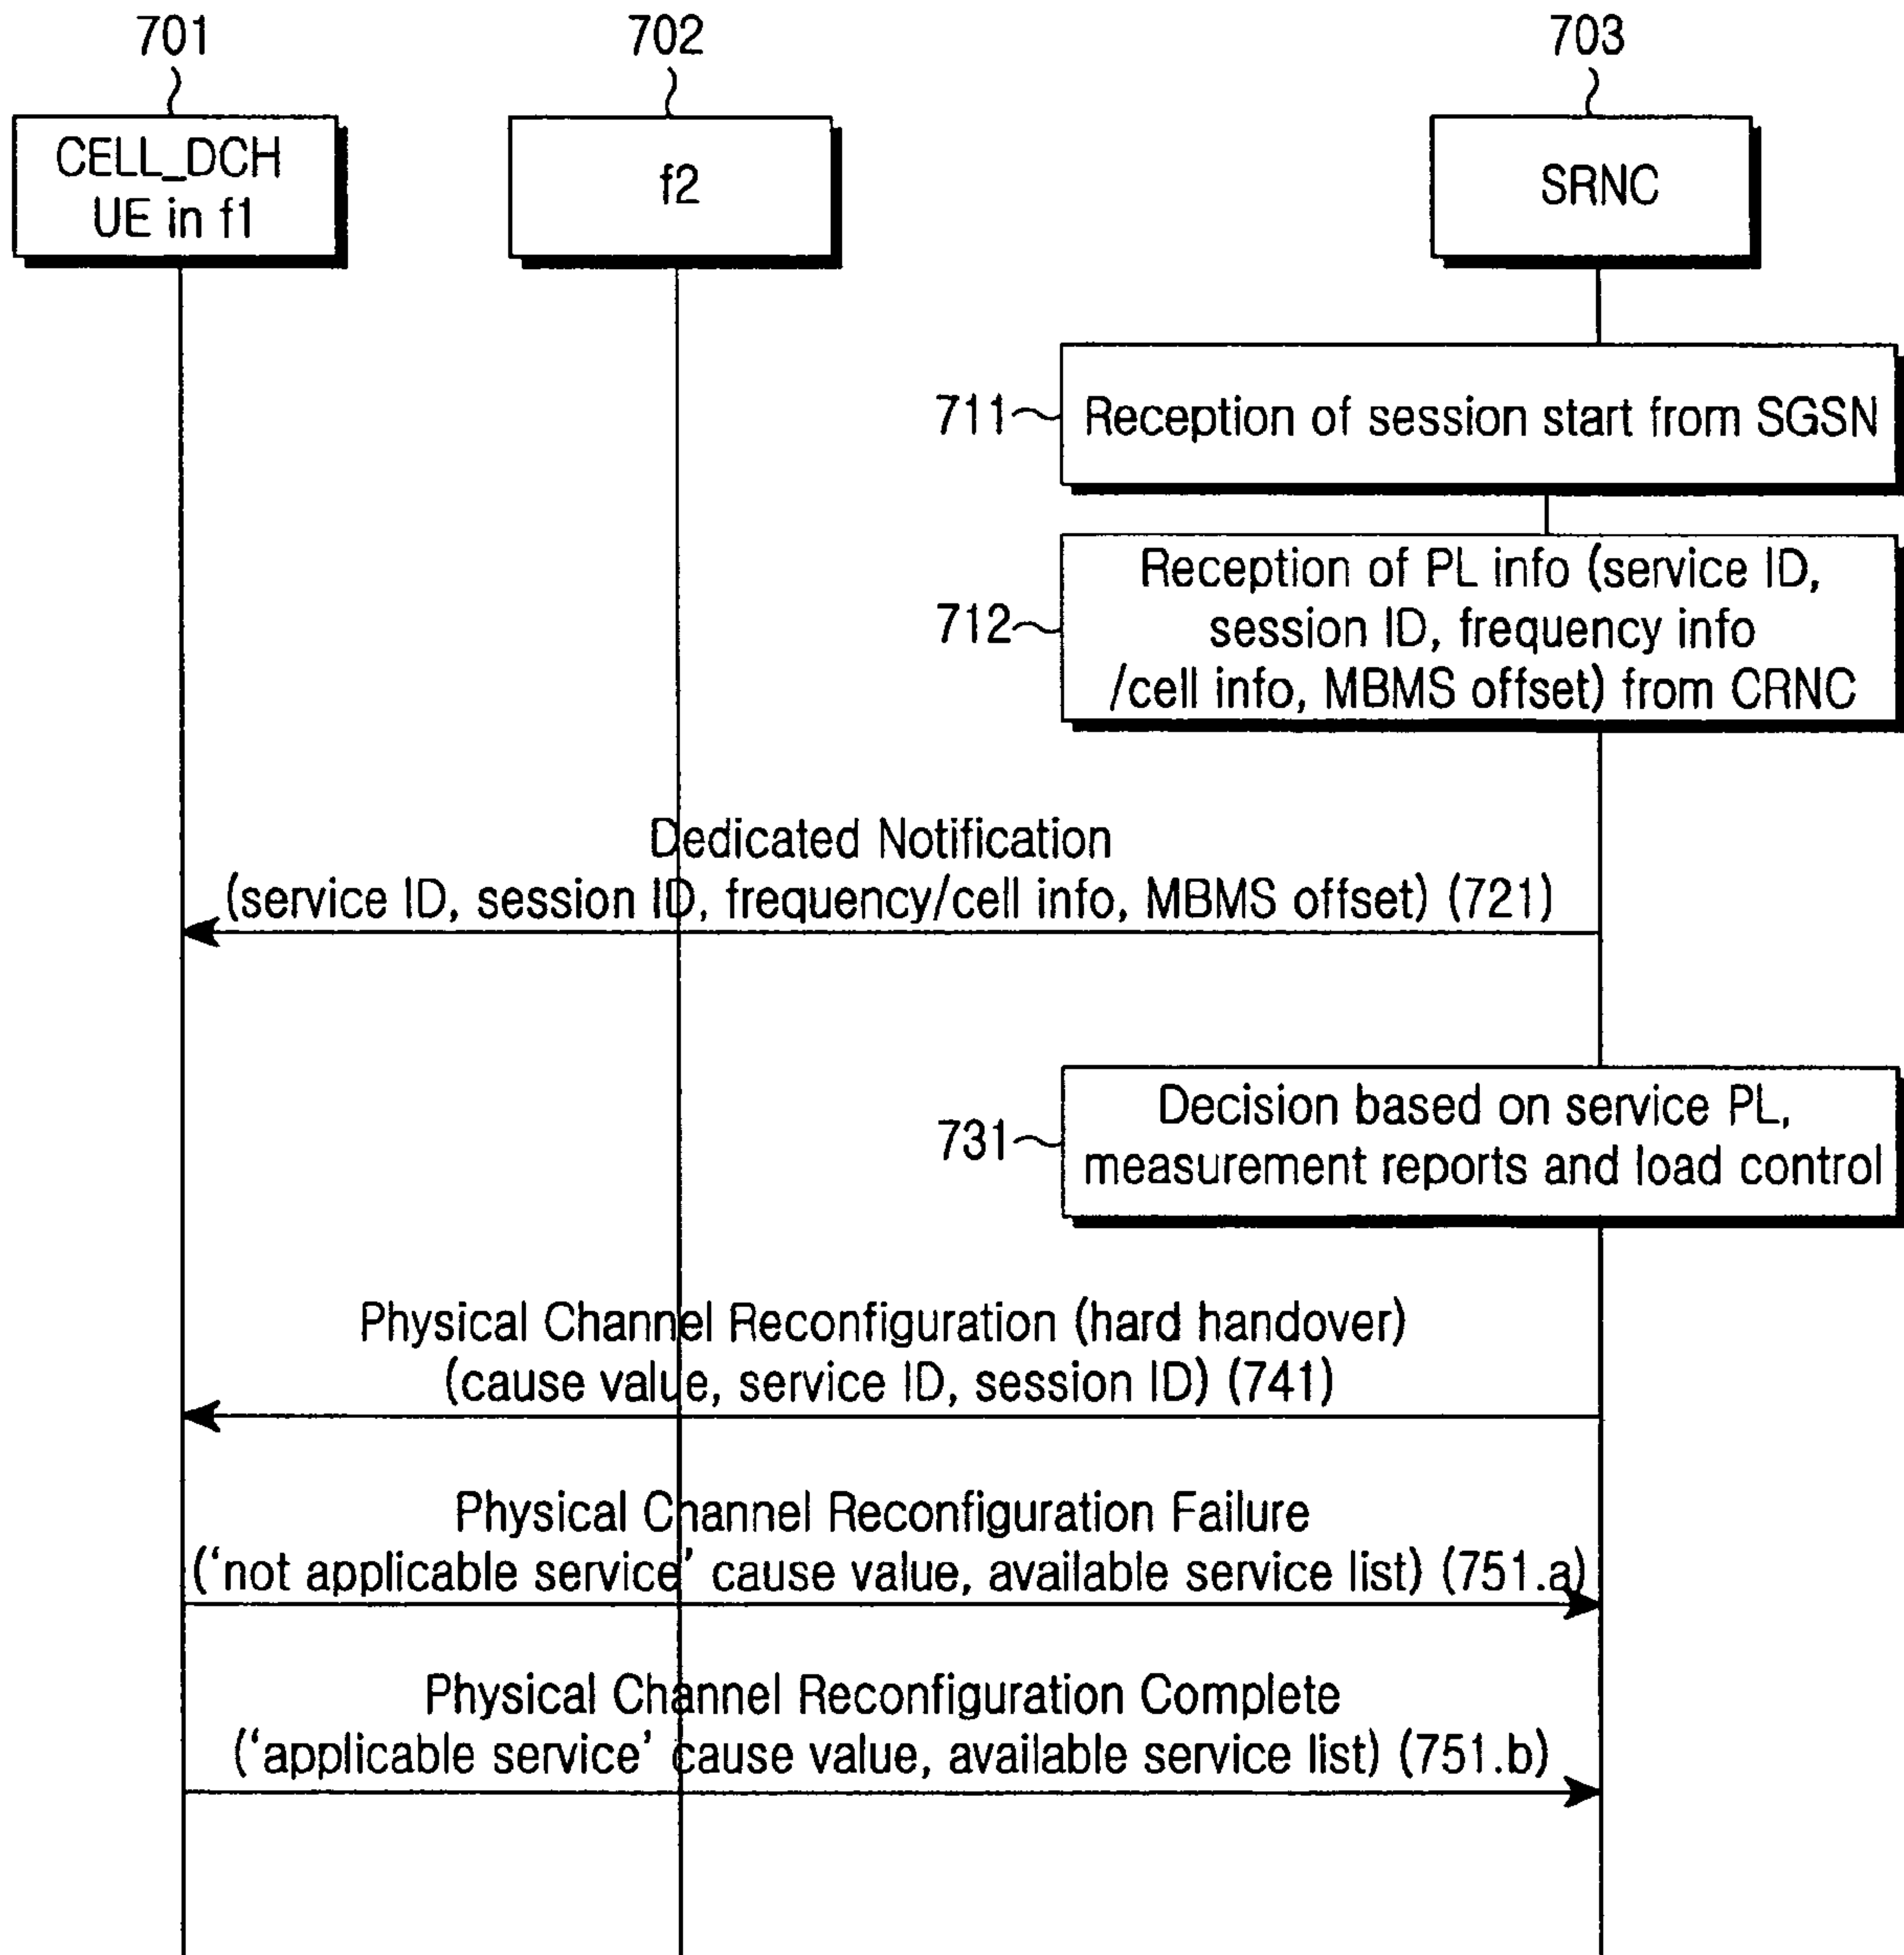 701
702
703
CELL_DCH
UE in f1
f2
SRNC
711
Reception of session start from SGSN
712
Reception of PL info (service ID,
session ID, frequency info
/cell info, MBMS offset) from CRNC
Dedicated Notification
(service ID, session ID, frequency/cell info, MBMS offset) (721)
731
Decision based on service PL,
measurement reports and load control
Physical Channel Reconfiguration (hard handover)
(cause value, service ID, session ID) (741)
Physical Channel Reconfiguration Failure
(‘not applicable service’ cause value, available service list) (751.a)
Physical Channel Reconfiguration Complete
(‘applicable service’ cause value, available service list) (751.b)